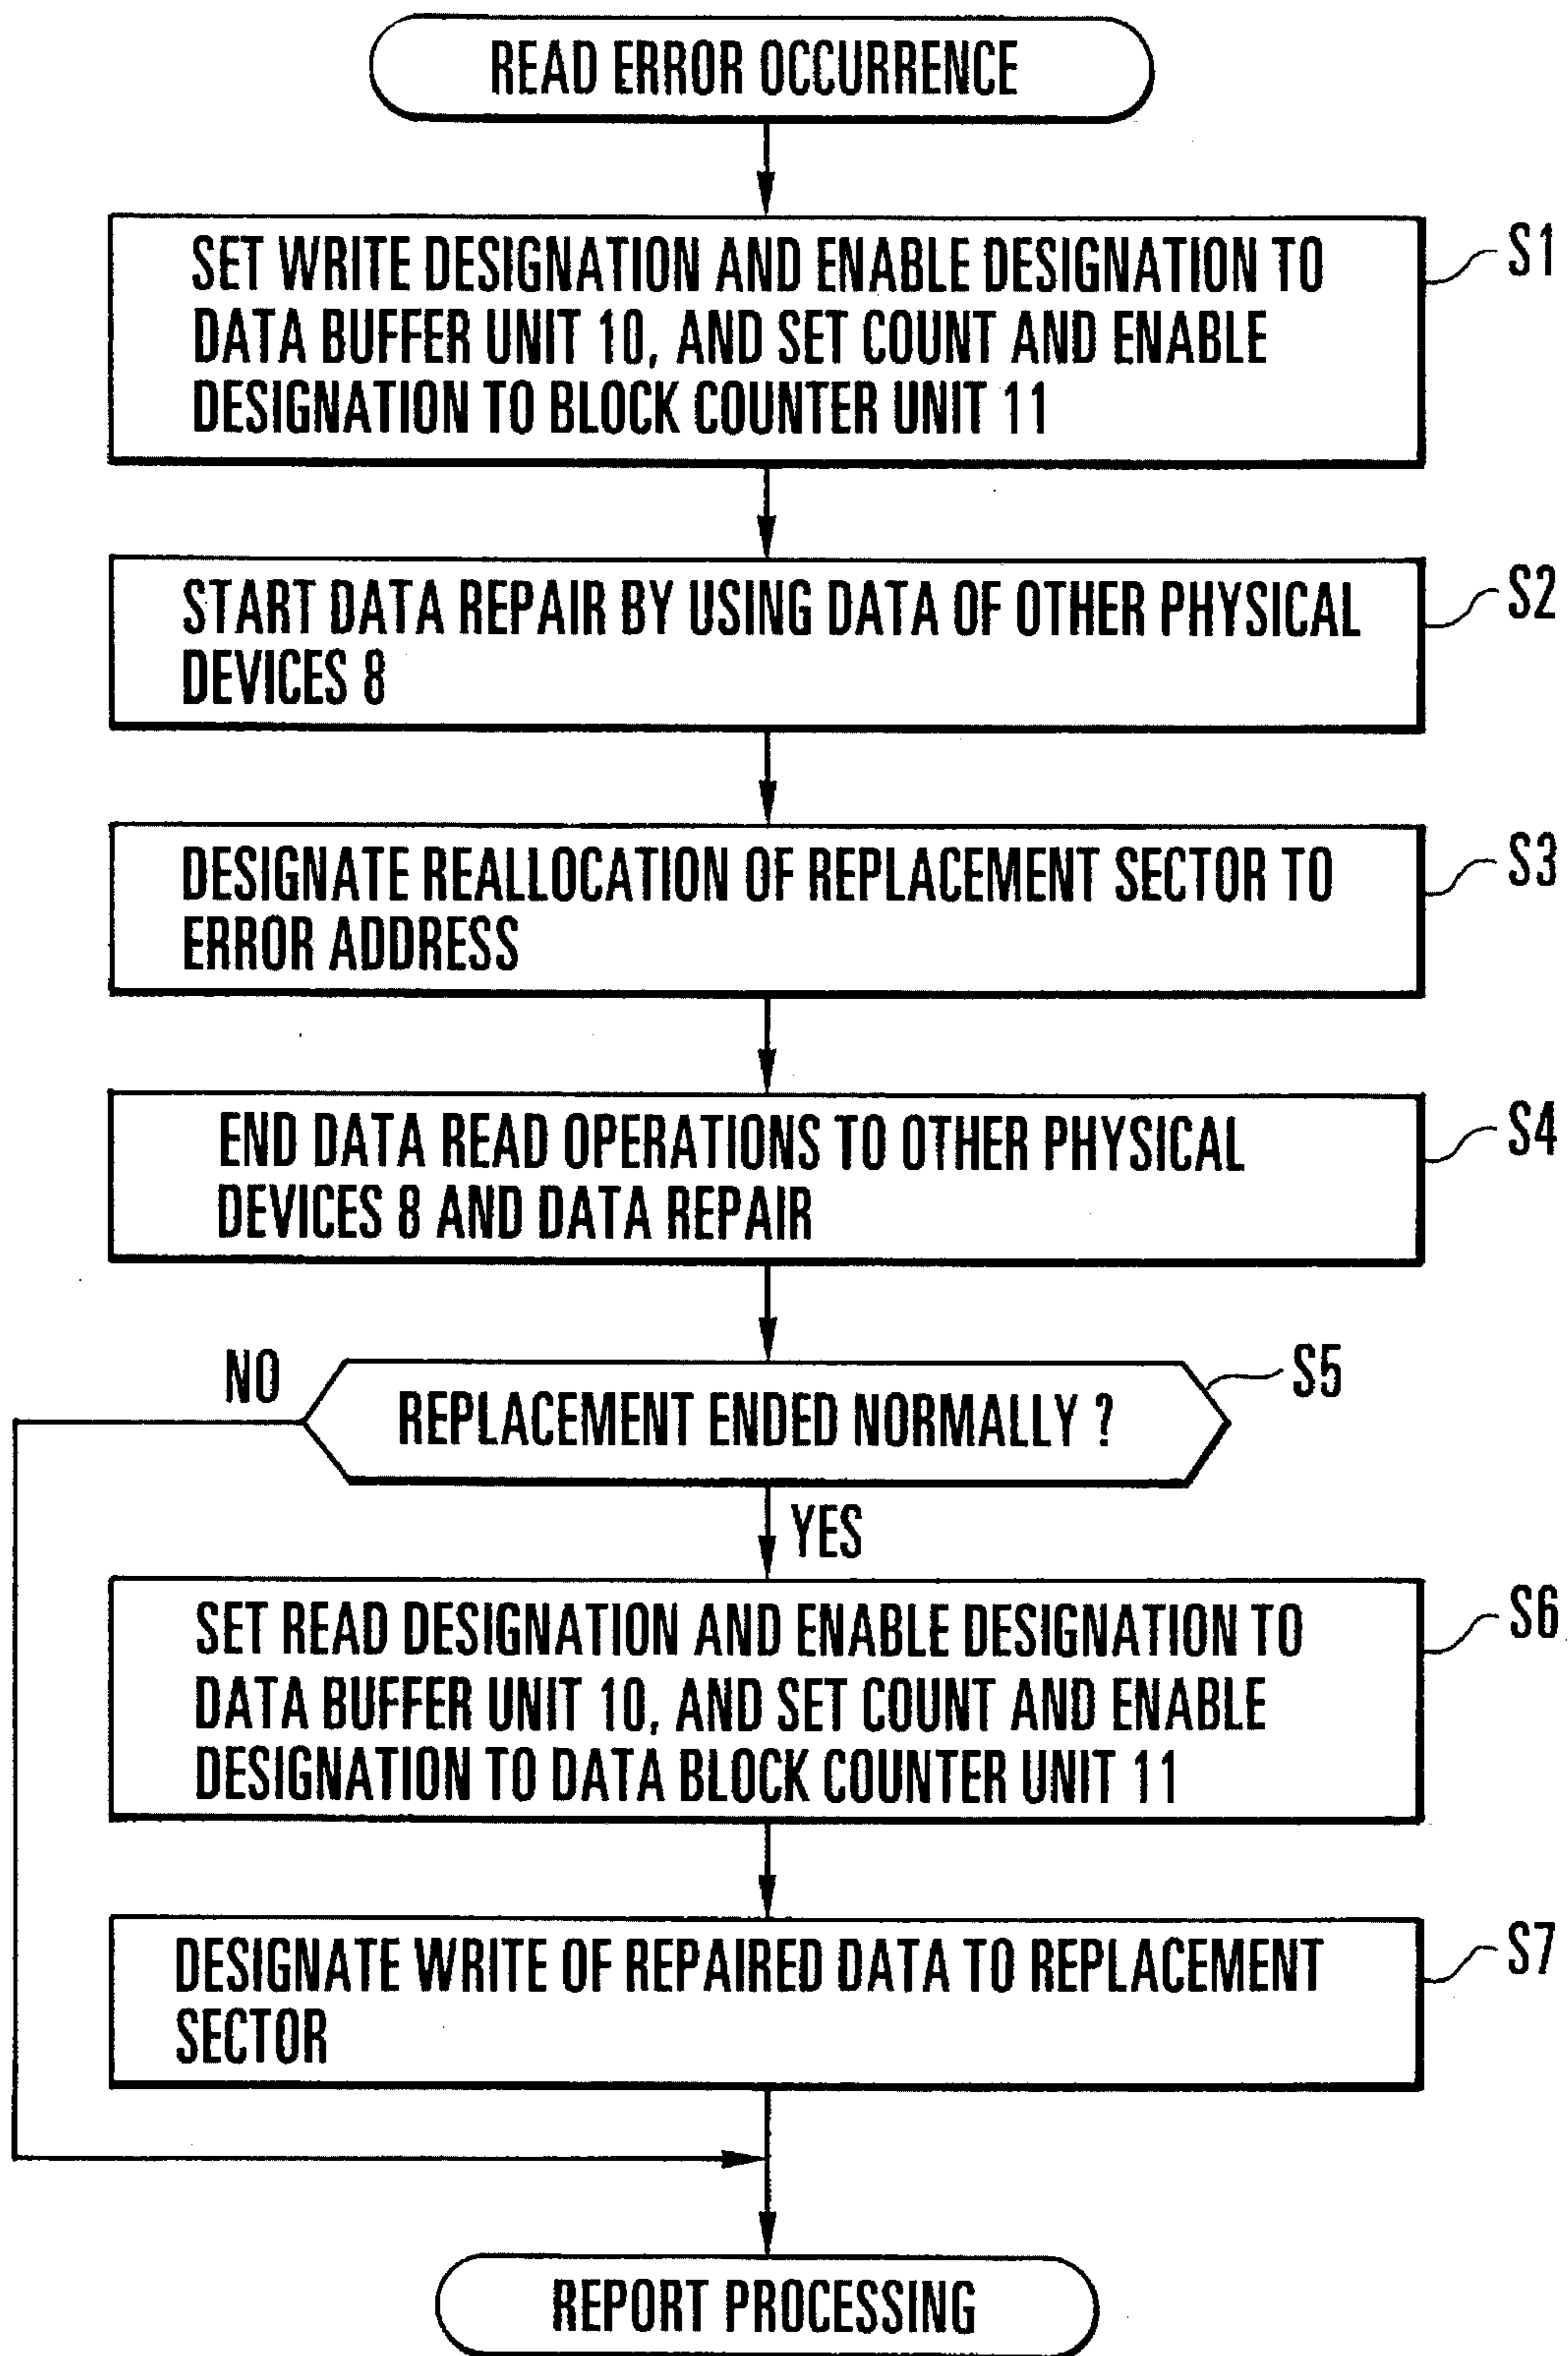 READ ERROR OCCURRENCE
SET WRITE DESIGNATION AND ENABLE DESIGNATION TO
DATA BUFFER UNIT 10, AND SET COUNT AND ENABLE
DESIGNATION TO BLOCK COUNTER UNIT 11
S1
START DATA REPAIR BY USING DATA OF OTHER PHYSICAL
DEVICES 8
S2
DESIGNATE REALLOCATION OF REPLACEMENT SECTOR TO
ERROR ADDRESS
S3
END DATA READ OPERATIONS TO OTHER PHYSICAL
DEVICES 8 AND DATA REPAIR
S4
NO
REPLACEMENT ENDED NORMALLY ?
S5
YES
SET READ DESIGNATION AND ENABLE DESIGNATION TO
DATA BUFFER UNIT 10, AND SET COUNT AND ENABLE
DESIGNATION TO DATA BLOCK COUNTER UNIT 11
S6
DESIGNATE WRITE OF REPAIRED DATA TO REPLACEMENT
SECTOR
S7
REPORT PROCESSING